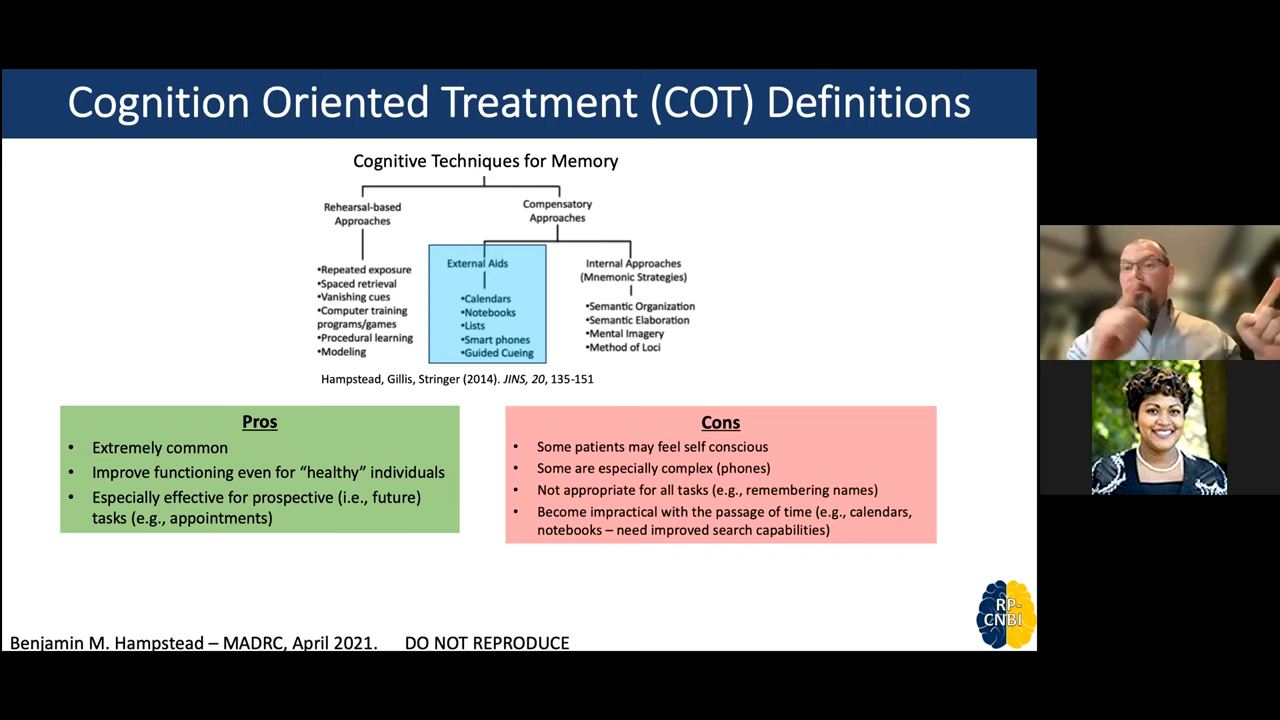 Cognition Oriented Treatment (COT) Definitions
Cognitive Techniques for Memory
Rehearsal-based
Approaches
•Repeated exposure
•Spaced retrieval
•Vanishing cues
•Computer training
programs/games
•Procedural learning
•Modeling
Compensatory
Approaches
External Aids
•Calendars
•Notebooks
•Lists
•Smart phones
•Guided Cueing
Internal Approaches
(Mnemonic Strategies)
•Semantic Organization
•Semantic Elaboration
•Mental Imagery
•Method of Loci
Hampstead, Gillis, Stringer (2014). JINS, 20, 135-151
Pros
• Extremely common
• Improve functioning even for “healthy” individuals
• Especially effective for prospective (i.e., future)
tasks (e.g., appointments)
Cons
• Some patients may feel self conscious
• Some are especially complex (phones)
• Not appropriate for all tasks (e.g., remembering names)
• Become impractical with the passage of time (e.g., calendars,
notebooks – need improved search capabilities)
RP-
CNBI
Benjamin M. Hampstead – MADRC, April 2021. DO NOT REPRODUCE